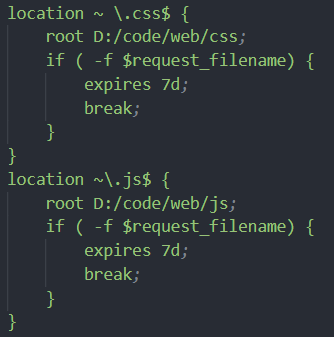 location ~ \.css$ {
    root D:/code/web/css;
    if ( -f $request_filename) {
        expires 7d;
        break;
    }
}
location ~\.js$ {
    root D:/code/web/js;
    if ( -f $request_filename) {
        expires 7d;
        break;
    }
}